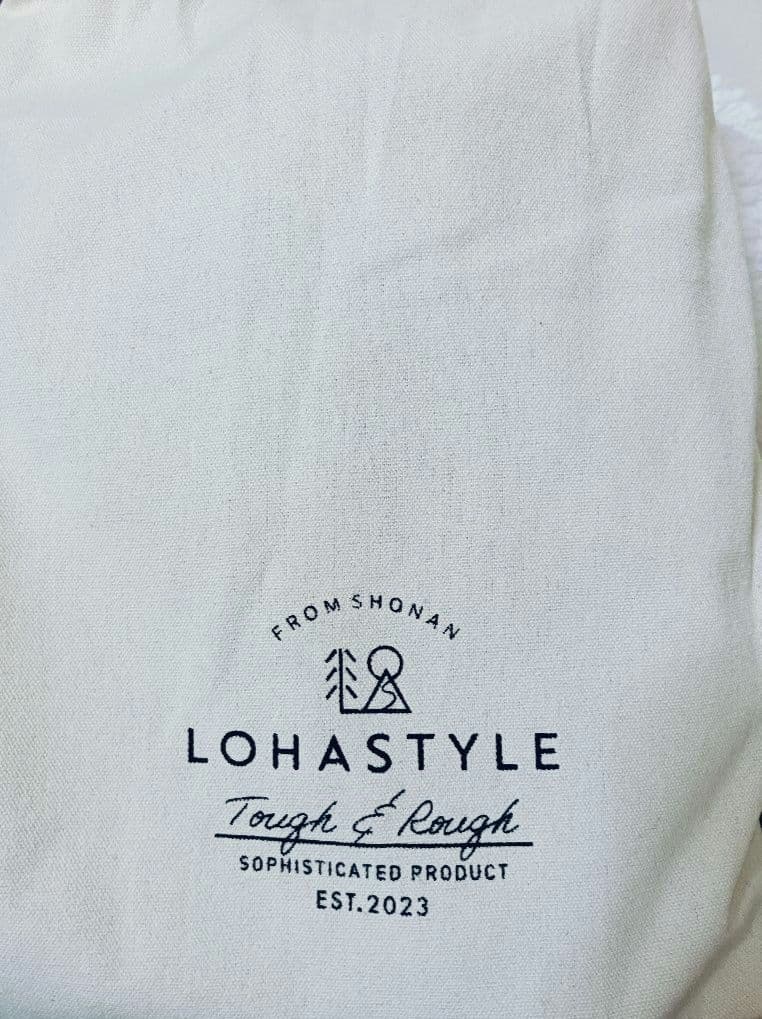 FROM SHONAN
LOHASTYLE
Tough & Rough
SOPHISTICATED PRODUCT
EST.2023